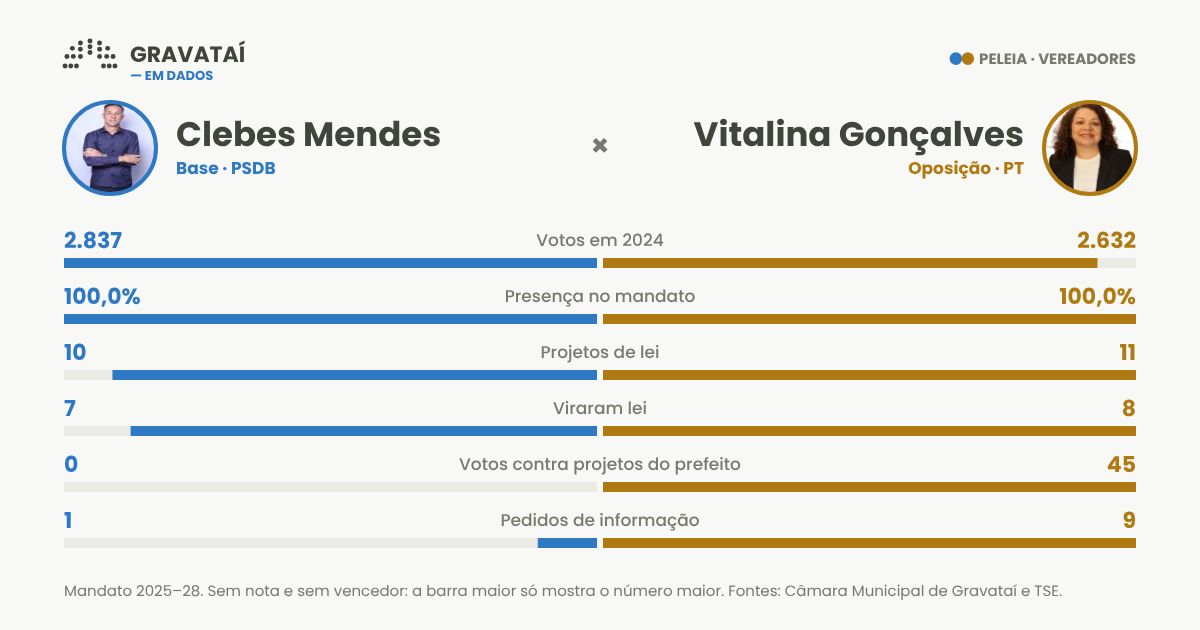 GRAVATAÍ
— EM DADOS
PELEIA · VEREADORES
Clebes Mendes
Base · PSDB
×
Vitalina Gonçalves
Oposição · PT
2.837 Votos em 2024 2.632
100,0% Presença no mandato 100,0%
10 Projetos de lei 11
7 Viraram lei 8
0 Votos contra projetos do prefeito 45
1 Pedidos de informação 9
Mandato 2025–28. Sem nota e sem vencedor: a barra maior só mostra o número maior. Fontes: Câmara Municipal de Gravataí e TSE.